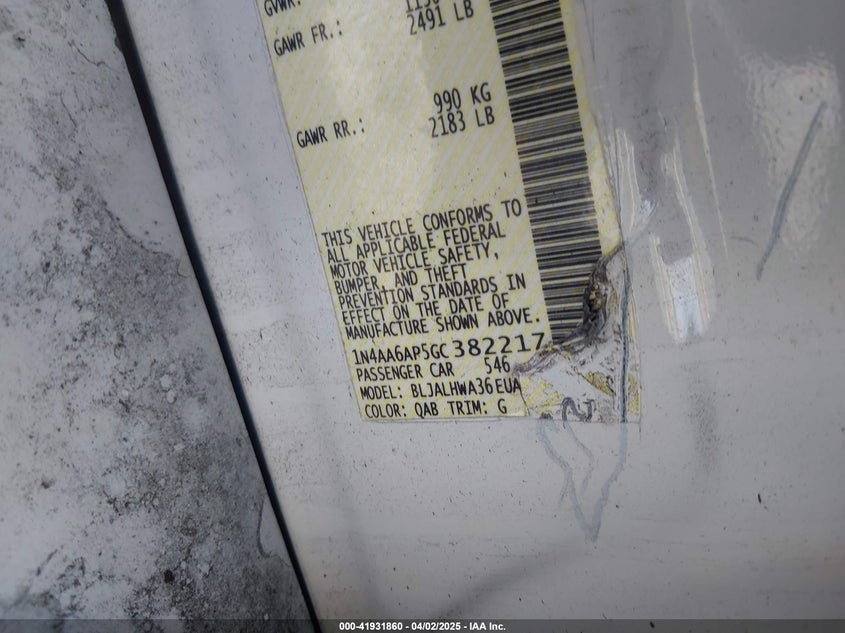 GVWR:
GAWR FR.:
2491 LB
990 KG
GAWR RR.: 2183 LB
THIS VEHICLE CONFORMS TO
ALL APPLICABLE FEDERAL
MOTOR VEHICLE SAFETY,
BUMPER, AND THEFT
PREVENTION STANDARDS IN
EFFECT ON THE DATE OF
MANUFACTURE SHOWN ABOVE.
1N4AA6AP5GC382217
PASSENGER CAR 546
MODEL: BLJALHWA36EUA
COLOR: QAB TRIM: G
000-41931860 - 04/02/2025 - IAA Inc.